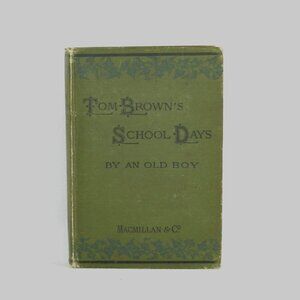 TOM BROWN'S
SCHOOL DAYS
BY AN OLD BOY
MACMILLAN & Co